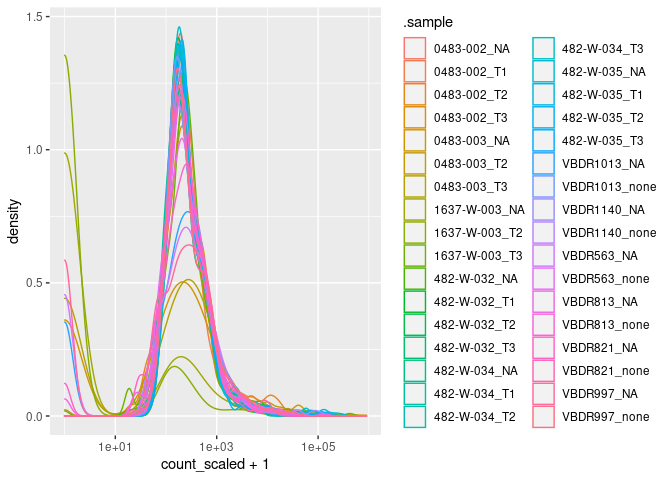 1.5
1.0
0.5
0.0
density
1e+01
1e+03
1e+05
count_scaled + 1
.sample
0483-002_NA
0483-002_T1
0483-002_T2
0483-002_T3
0483-003_NA
0483-003_T2
0483-003_T3
1637-W-003_NA
1637-W-003_T2
1637-W-003_T3
482-W-032_NA
482-W-032_T1
482-W-032_T2
482-W-032_T3
482-W-034_NA
482-W-034_T1
482-W-034_T2
482-W-034_T3
482-W-035_NA
482-W-035_T1
482-W-035_T2
482-W-035_T3
VBDR1013_NA
VBDR1013_none
VBDR1140_NA
VBDR1140_none
VBDR563_NA
VBDR563_none
VBDR813_NA
VBDR813_none
VBDR821_NA
VBDR821_none
VBDR997_NA
VBDR997_none